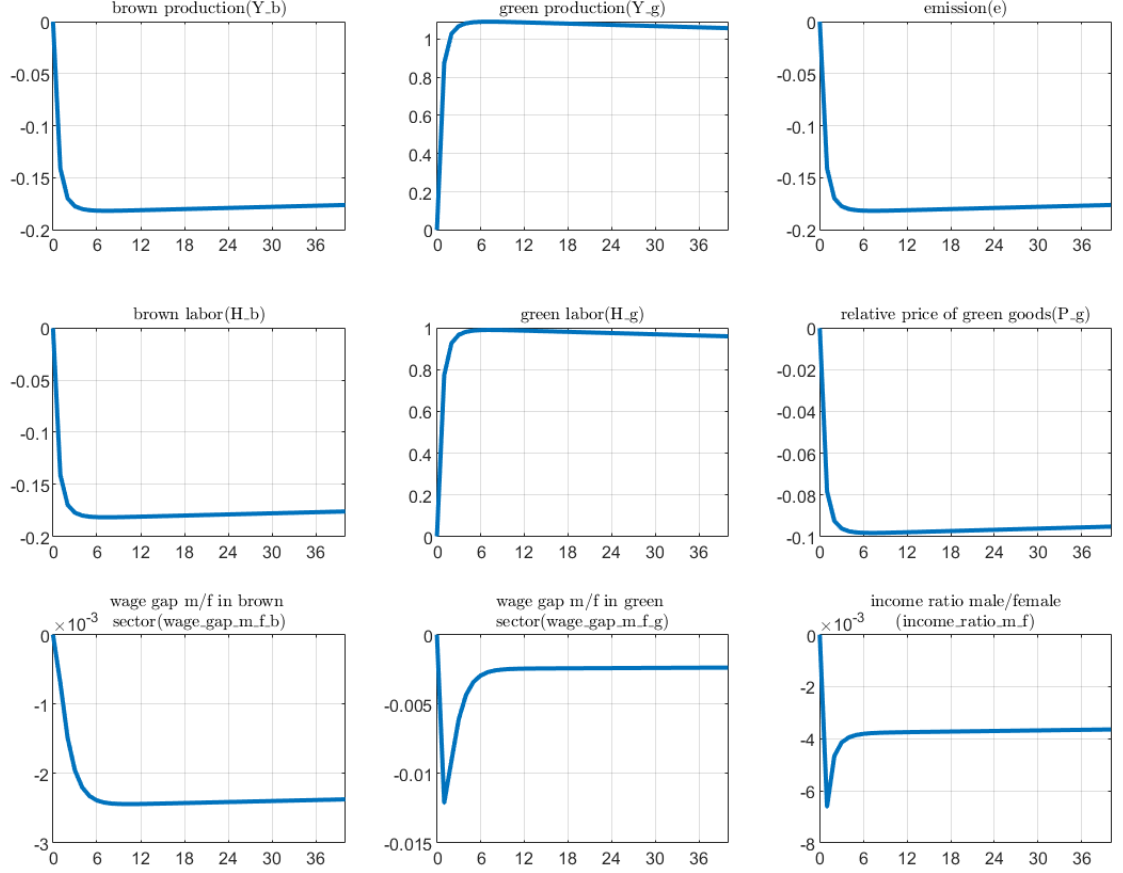 brown production(Y_b)
0
-0.05
-0.1
-0.15
-0.2
0 6 12 18 24 30 36
green production(Y_g)
1
0.8
0.6
0.4
0.2
0
0 6 12 18 24 30 36
emission(e)
0
-0.05
-0.1
-0.15
-0.2
0 6 12 18 24 30 36
brown labor(H_b)
0
-0.05
-0.1
-0.15
-0.2
0 6 12 18 24 30 36
green labor(H_g)
1
0.8
0.6
0.4
0.2
0
0 6 12 18 24 30 36
relative price of green goods(P_g)
0
-0.02
-0.04
-0.06
-0.08
-0.1
0 6 12 18 24 30 36
wage gap m/f in brown
sector(wage_gap_m_f_b)
×10⁻³
0
-1
-2
-3
0 6 12 18 24 30 36
wage gap m/f in green
sector(wage_gap_m_f_g)
0
-0.005
-0.01
-0.015
0 6 12 18 24 30 36
income ratio male/female
(income_ratio_m_f)
×10⁻³
0
-2
-4
-6
-8
0 6 12 18 24 30 36